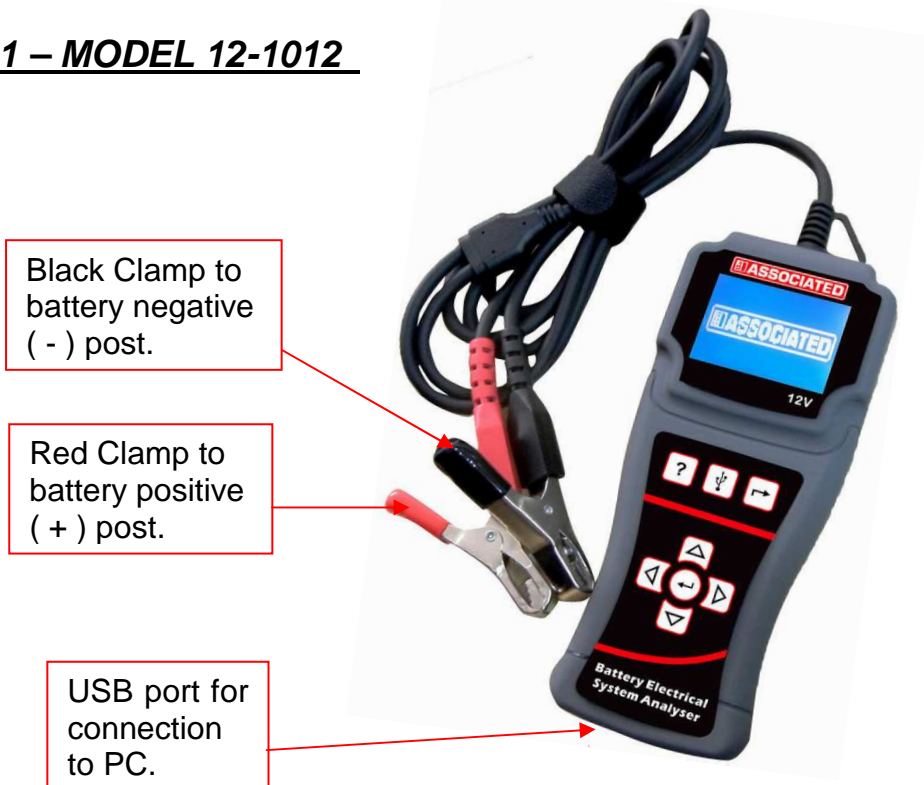 1 – MODEL 12-1012
Black Clamp to
battery negative
( - ) post.
Red Clamp to
battery positive
( + ) post.
USB port for
connection
to PC.
ASSOCIATED
ASSOCIATED
12V
?
Battery Electrical
System Analyser